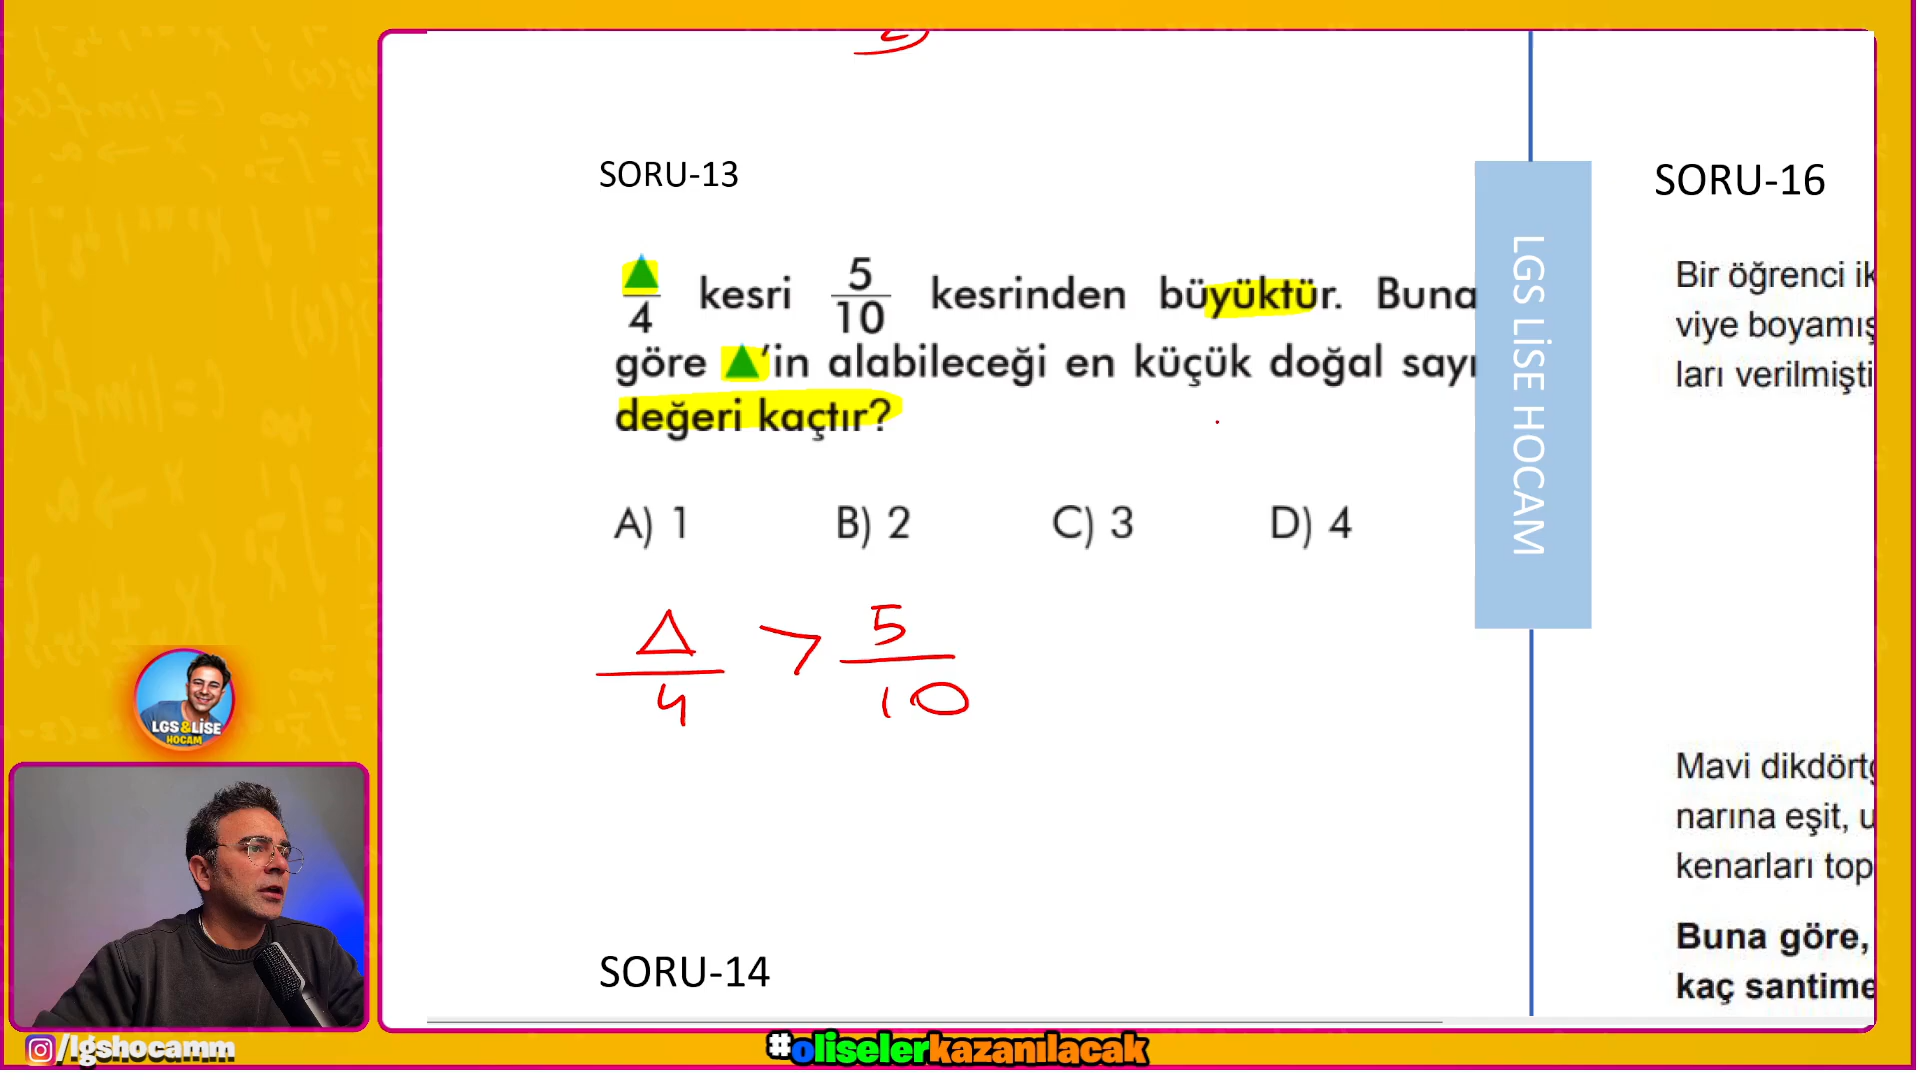 SORU-13
▲/4 kesri 5/10 kesrinden büyüktür. Buna
göre ▲'in alabileceği en küçük doğal sayı
değeri kaçtır?
A) 1 B) 2 C) 3 D) 4
Δ/4 > 5/10
SORU-14
LGS LİSE HOCAM
SORU-16
Bir öğrenci ik
viye boyamış
ları verilmişti
Mavi dikdörtg
narına eşit, u
kenarları top
Buna göre,
kaç santime
LGS&LİSE
HOCAM
/lgshocamm
#oliselerkazanılacak